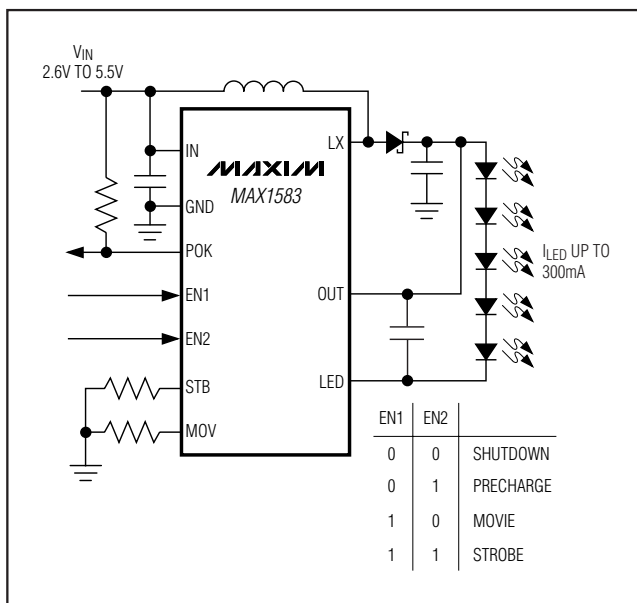 VIN
2.6V TO 5.5V
IN
LX
MAXIM
MAX1583
GND
POK
ILED UP TO
300mA
EN1
OUT
EN2
STB
LED
MOV
EN1 EN2
0 0 SHUTDOWN
0 1 PRECHARGE
1 0 MOVIE
1 1 STROBE